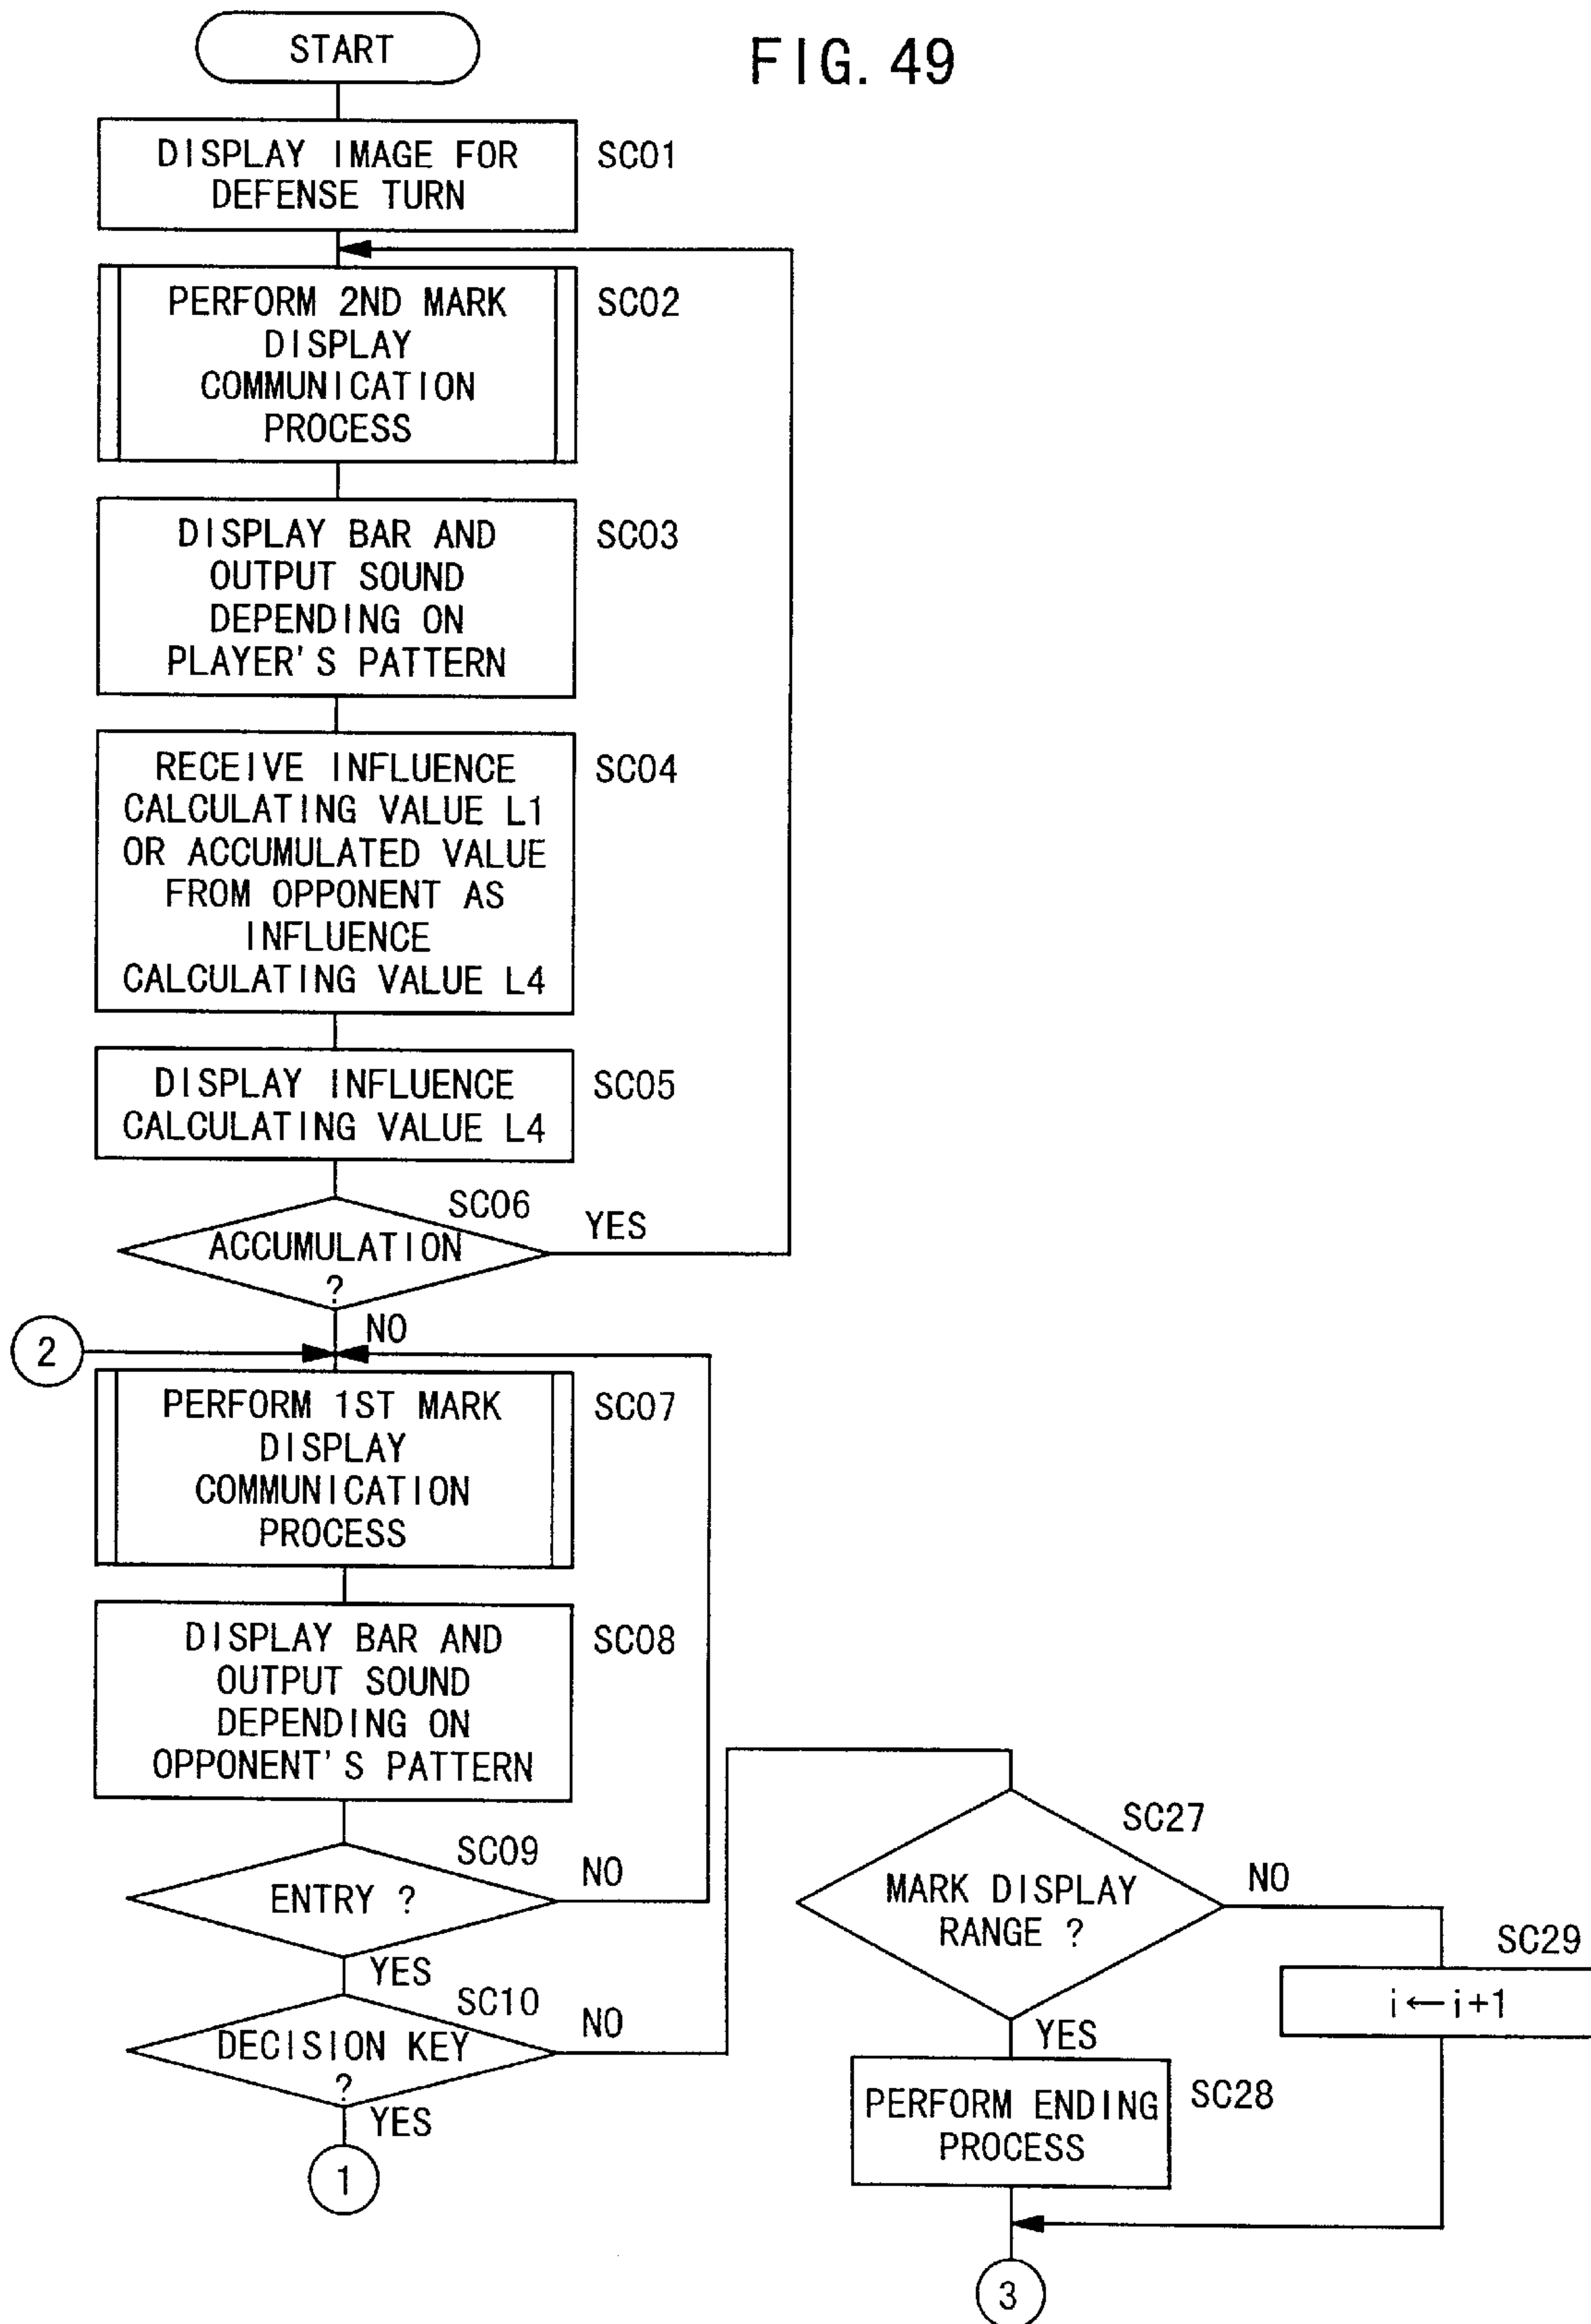 START
FIG. 49
DISPLAY IMAGE FOR
DEFENSE TURN
SC01
PERFORM 2ND MARK
DISPLAY
COMMUNICATION
PROCESS
SC02
DISPLAY BAR AND
OUTPUT SOUND
DEPENDING ON
PLAYER'S PATTERN
SC03
RECEIVE INFLUENCE
CALCULATING VALUE L1
OR ACCUMULATED VALUE
FROM OPPONENT AS
INFLUENCE
CALCULATING VALUE L4
SC04
DISPLAY INFLUENCE
CALCULATING VALUE L4
SC05
SC06
ACCUMULATION
?
YES
NO
2
PERFORM 1ST MARK
DISPLAY
COMMUNICATION
PROCESS
SC07
DISPLAY BAR AND
OUTPUT SOUND
DEPENDING ON
OPPONENT'S PATTERN
SC08
SC09
ENTRY ?
NO
YES
SC10
DECISION KEY
?
NO
YES
1
SC27
MARK DISPLAY
RANGE ?
NO
YES
SC29
i←i+1
PERFORM ENDING
PROCESS
SC28
3